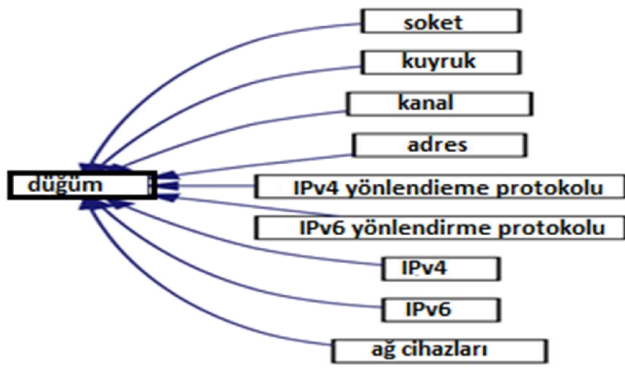 soket
kuyruk
kanal
adres
düğüm
IPv4 yönlendieme protokolu
IPv6 yönlendirme protokolu
IPv4
IPv6
ağ cihazları